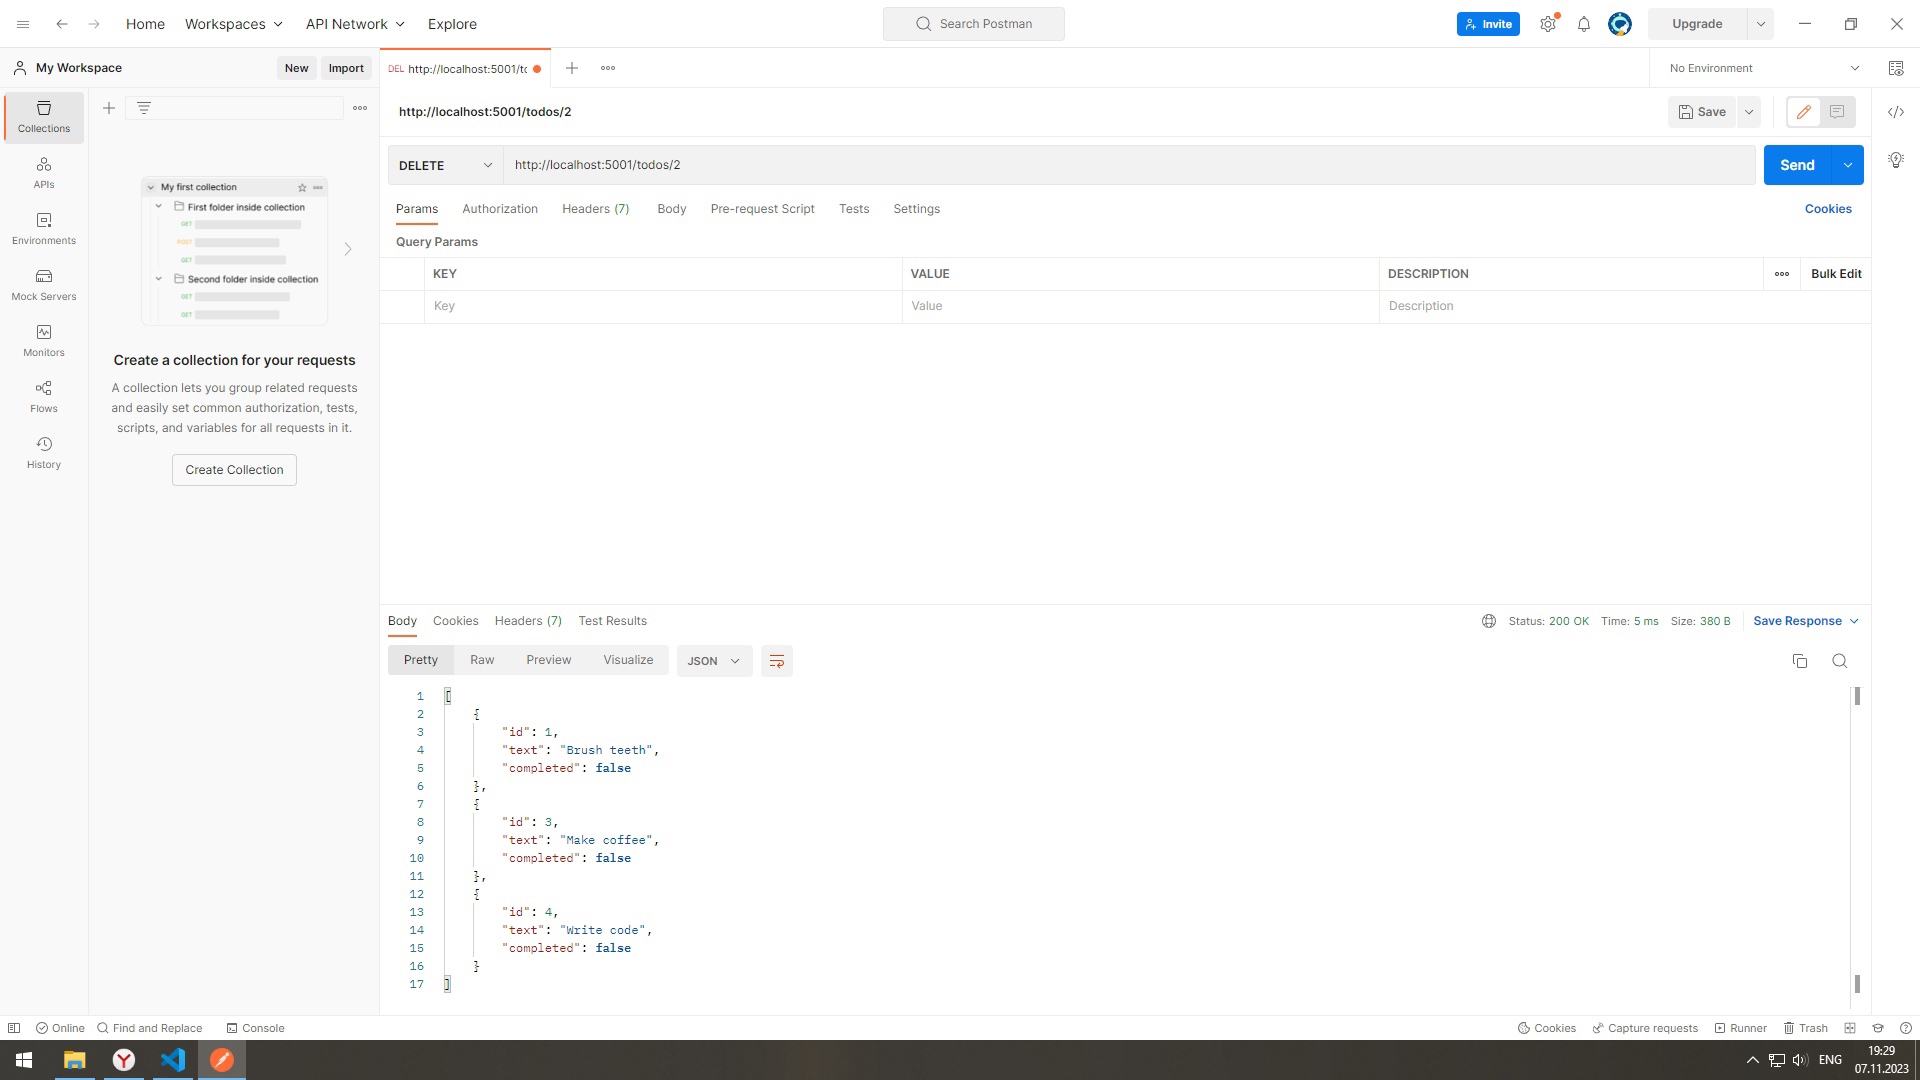 Home Workspaces API Network Explore Search Postman Invite Upgrade
My Workspace New Import DEL http://localhost:5001/tc No Environment
http://localhost:5001/todos/2 Save
DELETE http://localhost:5001/todos/2 Send
Params Authorization Headers (7) Body Pre-request Script Tests Settings Cookies
Query Params
KEY VALUE DESCRIPTION Bulk Edit
Key Value Description
Collections
APIs
Environments
Mock Servers
Monitors
Flows
History
My first collection
First folder inside collection
GET
POST
GET
Second folder inside collection
GET
GET
Create a collection for your requests
A collection lets you group related requests
and easily set common authorization, tests,
scripts, and variables for all requests in it.
Create Collection
Body Cookies Headers (7) Test Results Status: 200 OK Time: 5 ms Size: 380 B Save Response
Pretty Raw Preview Visualize JSON
1 [
2 {
3 "id": 1,
4 "text": "Brush teeth",
5 "completed": false
6 },
7 {
8 "id": 3,
9 "text": "Make coffee",
10 "completed": false
11 },
12 {
13 "id": 4,
14 "text": "Write code",
15 "completed": false
16 }
17 ]
Online Find and Replace Console Cookies Capture requests Runner Trash
ENG 19:29
07.11.2023